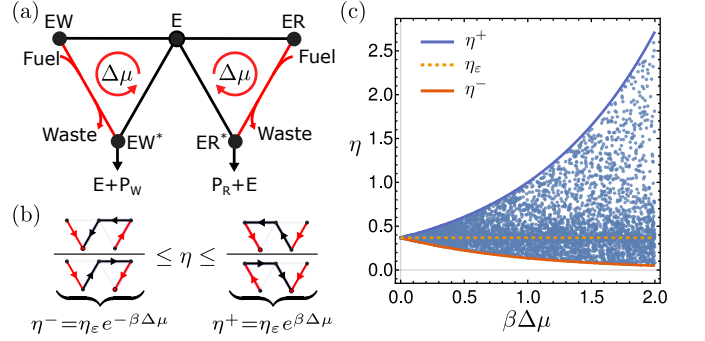 (a)
EW
E
ER
Fuel
Δμ
Δμ
Fuel
Waste
EW*
ER*
Waste
E+P_W
P_R+E
(b)
≤ η ≤
η⁻=η_ε e^{-βΔμ}
η⁺=η_ε e^{βΔμ}
(c)
η⁺
η_ε
η⁻
η
2.5
2.0
1.5
1.0
0.5
0.0
0.0 0.5 1.0 1.5 2.0
βΔμ